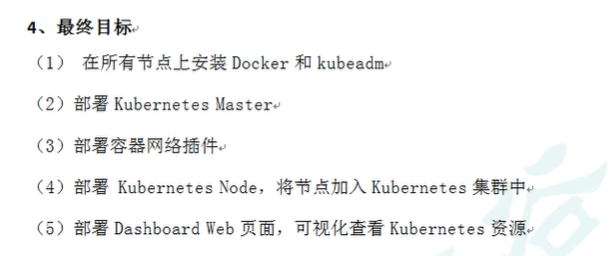 4、最终目标
（1） 在所有节点上安装 Docker 和 kubeadm
（2）部署 Kubernetes Master
（3）部署容器网络插件
（4）部署 Kubernetes Node，将节点加入 Kubernetes 集群中
（5）部署 Dashboard Web 页面，可视化查看 Kubernetes 资源